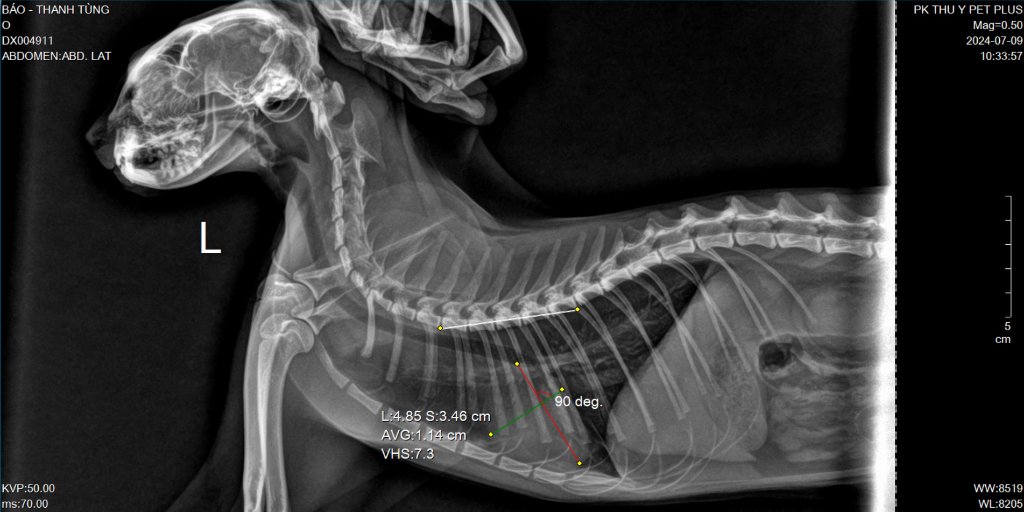 BẢO - THANH TÙNG
O
DX004911
ABDOMEN:ABD. LAT
PK THU Y PET PLUS
Mag=0.50
2024-07-09
10:33:57
L
5
cm
90 deg.
L:4.85 S:3.46 cm
AVG:1.14 cm
VHS:7.3
KVP:50.00
ms:70.00
WW:8519
WL:8205